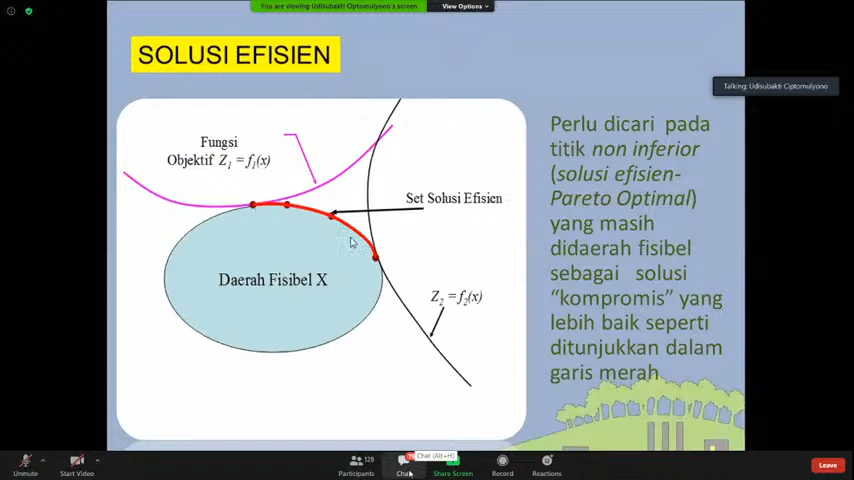 You are viewing Udisubakti Ciptomulyono's screen
View Options
SOLUSI EFISIEN
Talking: Udisubakti Ciptomulyono
Fungsi
Objektif Z1 = f1(x)
Set Solusi Efisien
Daerah Fisibel X
Z2 = f2(x)
Perlu dicari pada
titik non inferior
(solusi efisien-
Pareto Optimal)
yang masih
didaerah fisibel
sebagai solusi
“kompromis” yang
lebih baik seperti
ditunjukkan dalam
garis merah
Unmute
Start Video
128
Participants
Chat
Chat (Alt+H)
Share Screen
Record
Reactions
Leave